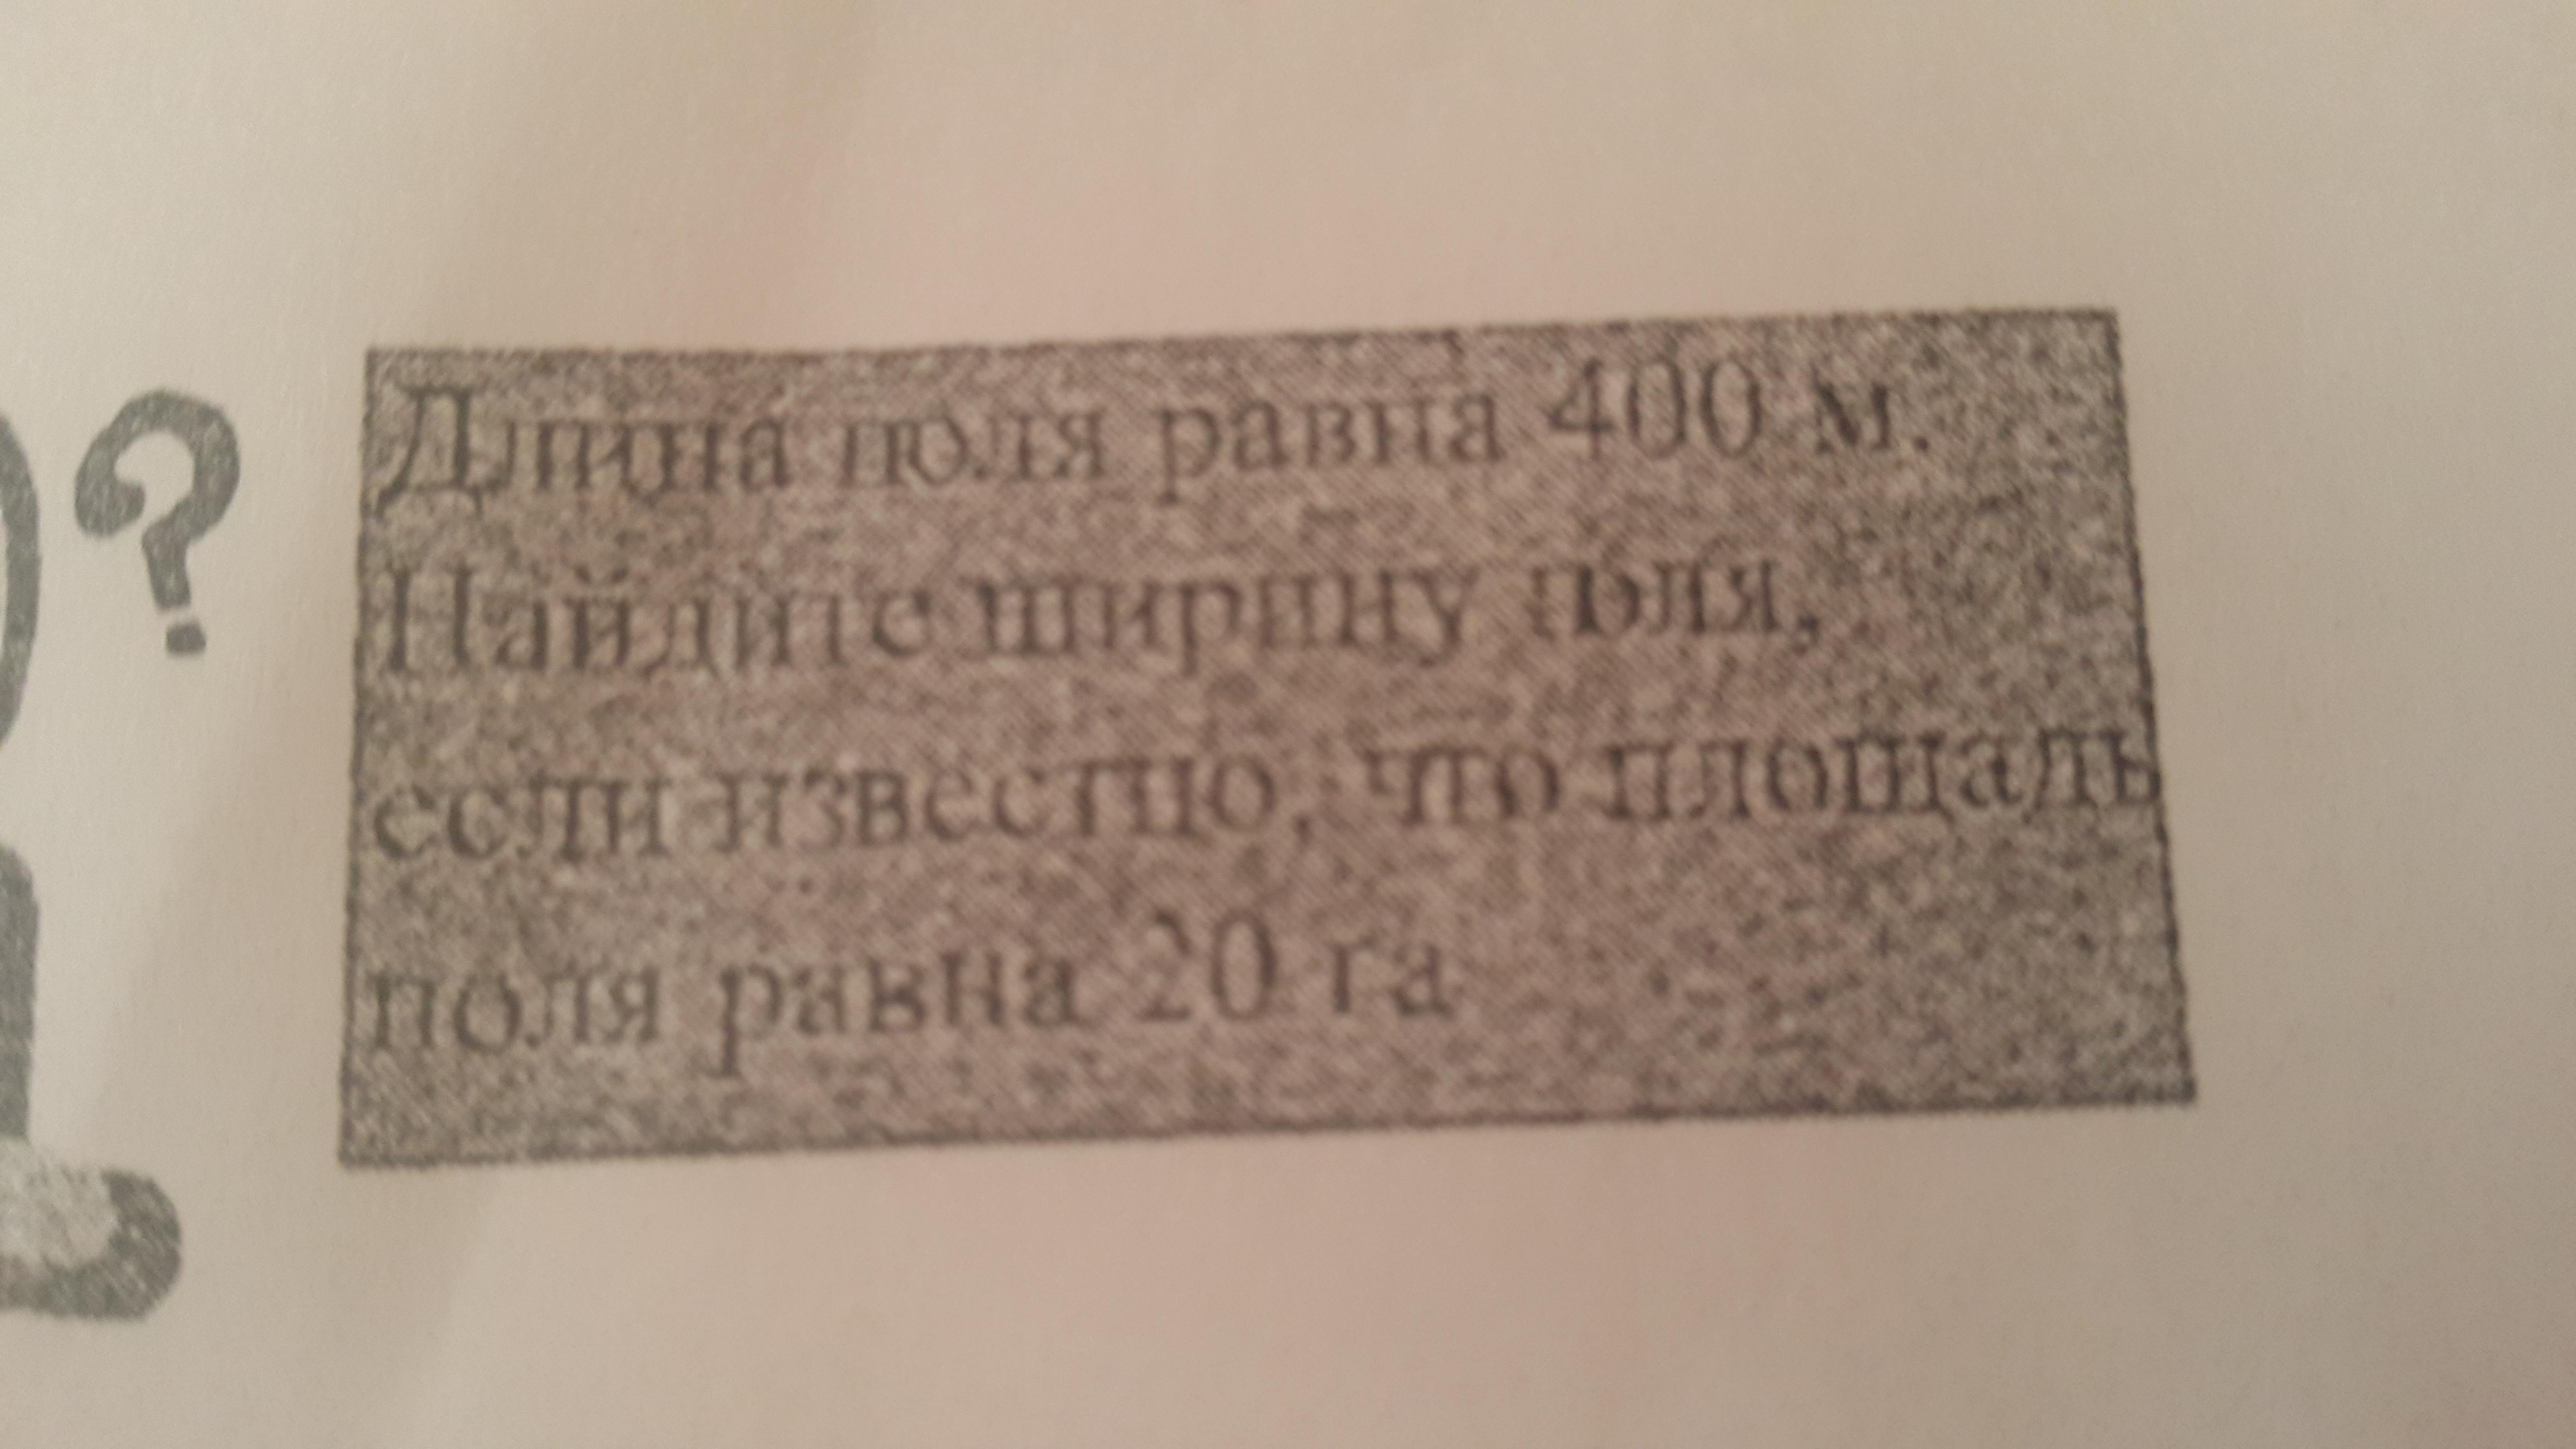 ?
Длина поля равна 400 м.
Найдите ширину поля,
если известно, что площадь
поля равна 20 га